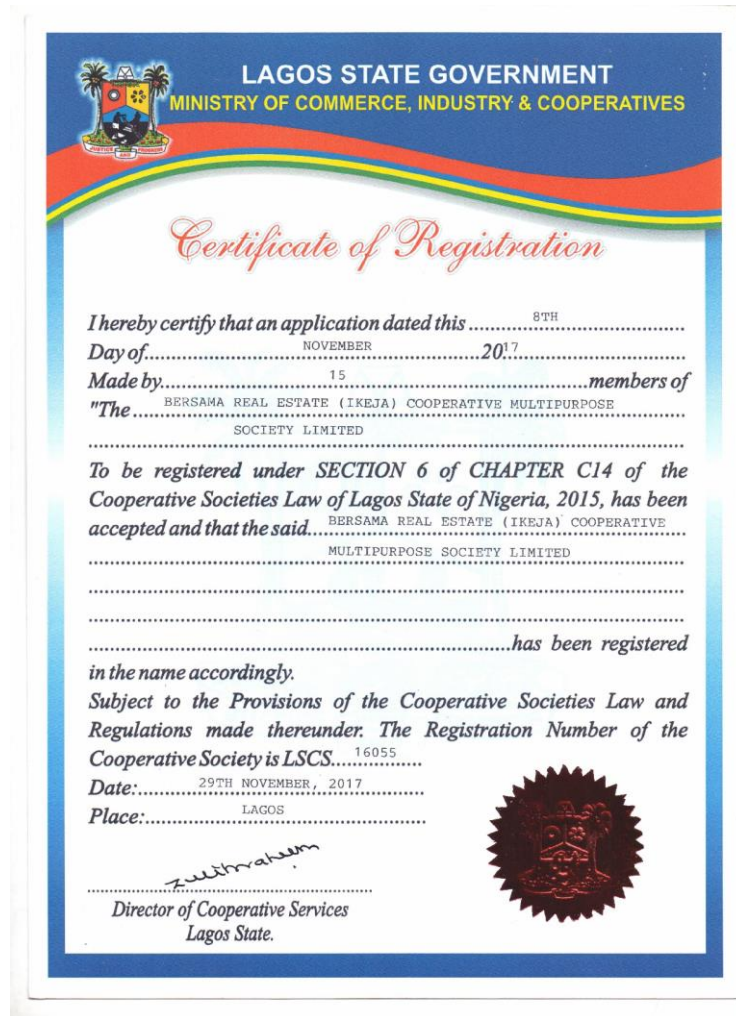 LAGOS STATE GOVERNMENT
MINISTRY OF COMMERCE, INDUSTRY & COOPERATIVES
JUSTICE AND PROGRESS
Certificate of Registration
I hereby certify that an application dated this ..........8TH..........
Day of..........NOVEMBER..........2017..........
Made by..........15..........members of
"The ..........BERSAMA REAL ESTATE (IKEJA) COOPERATIVE MULTIPURPOSE
SOCIETY LIMITED
To be registered under SECTION 6 of CHAPTER C14 of the
Cooperative Societies Law of Lagos State of Nigeria, 2015, has been
accepted and that the said....BERSAMA REAL ESTATE (IKEJA) COOPERATIVE
MULTIPURPOSE SOCIETY LIMITED
..........has been registered
in the name accordingly.
Subject to the Provisions of the Cooperative Societies Law and
Regulations made thereunder. The Registration Number of the
Cooperative Society is LSCS....16055......
Date:..........29TH NOVEMBER, 2017..........
Place:..........LAGOS..........
Director of Cooperative Services
Lagos State.